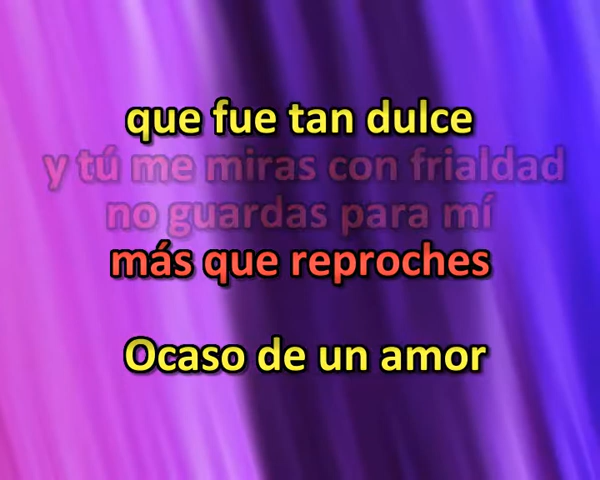 que fue tan dulce
y tú me miras con frialdad
no guardas para mí
más que reproches
Ocaso de un amor